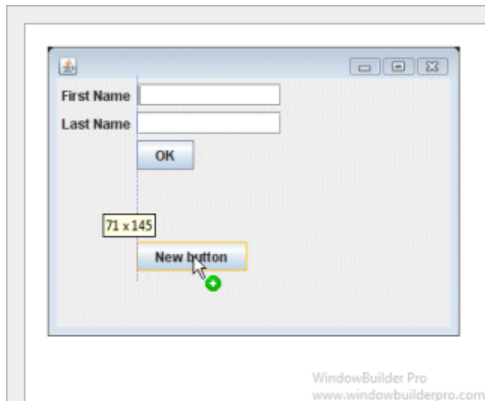 First Name
Last Name
OK
71 x 145
New button
WindowBuilder Pro
www.windowbuilderpro.com